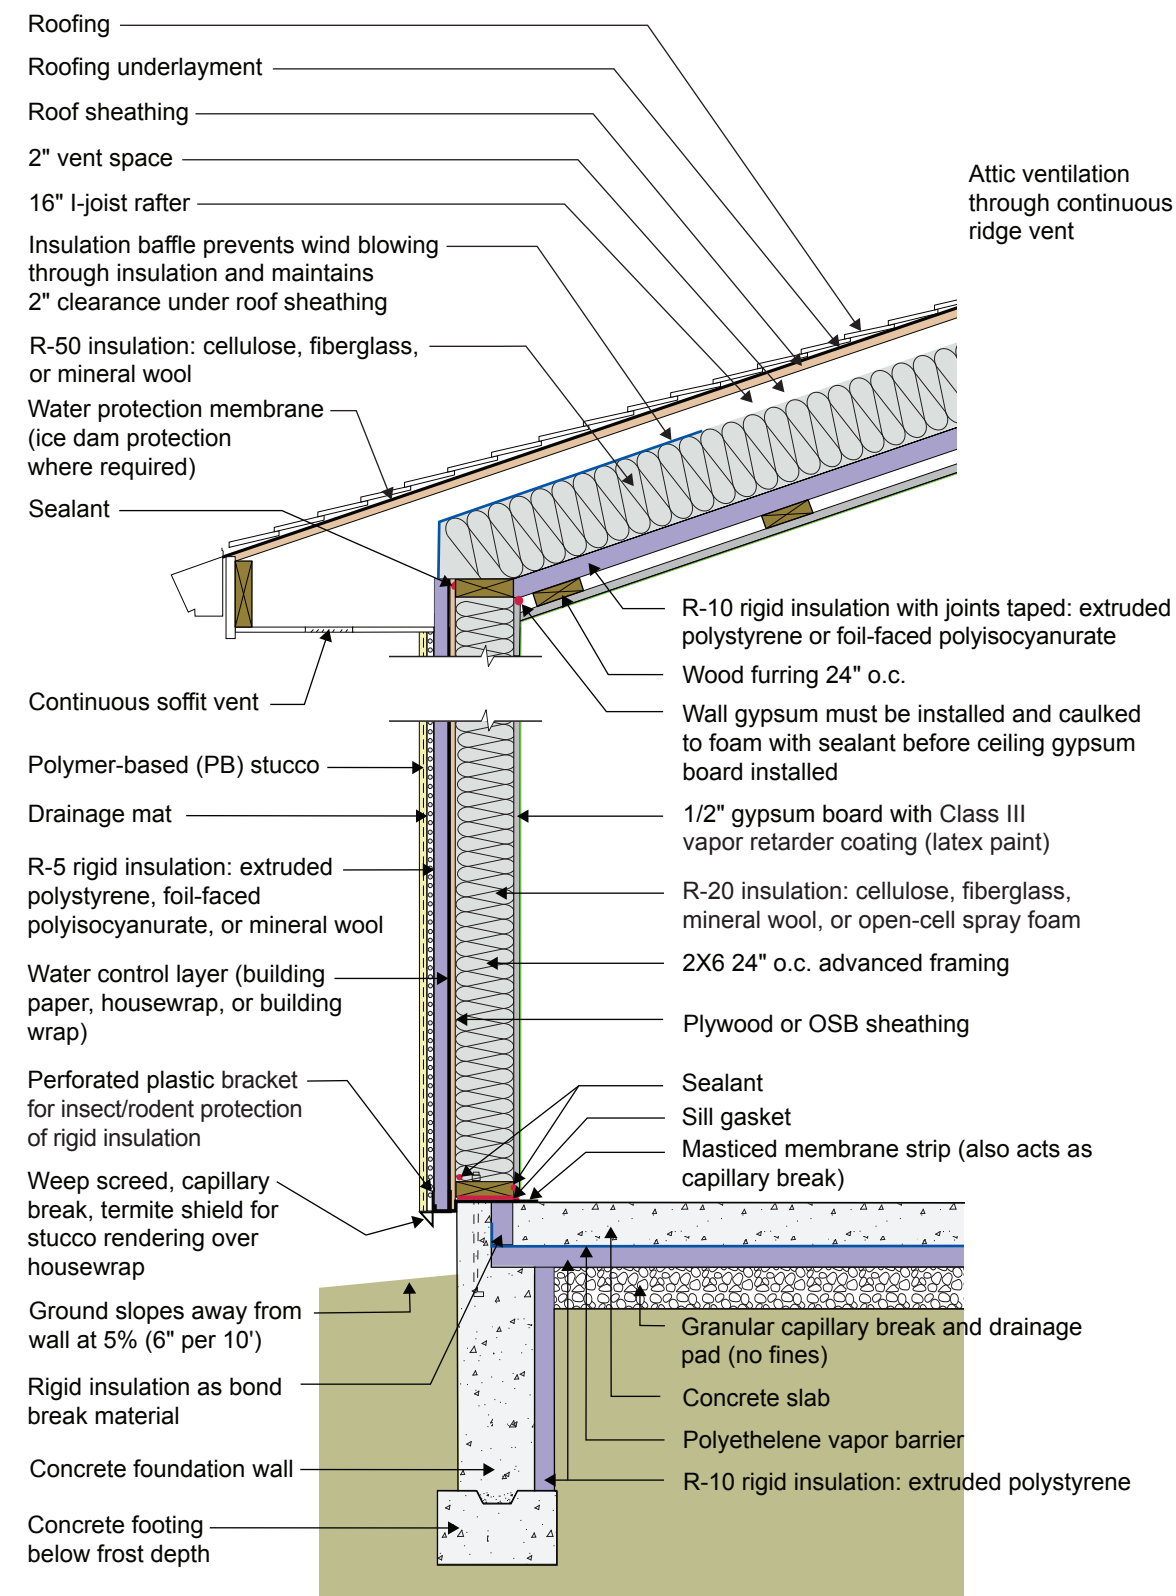 Roofing
Roofing underlayment
Roof sheathing
2" vent space
16" I-joist rafter
Insulation baffle prevents wind blowing
through insulation and maintains
2" clearance under roof sheathing
R-50 insulation: cellulose, fiberglass,
or mineral wool
Water protection membrane
(ice dam protection
where required)
Sealant
Continuous soffit vent
Polymer-based (PB) stucco
Drainage mat
R-5 rigid insulation: extruded
polystyrene, foil-faced
polyisocyanurate, or mineral wool
Water control layer (building
paper, housewrap, or building
wrap)
Perforated plastic bracket
for insect/rodent protection
of rigid insulation
Weep screed, capillary
break, termite shield for
stucco rendering over
housewrap
Ground slopes away from
wall at 5% (6" per 10')
Rigid insulation as bond
break material
Concrete foundation wall
Concrete footing
below frost depth
Attic ventilation
through continuous
ridge vent
R-10 rigid insulation with joints taped: extruded
polystyrene or foil-faced polyisocyanurate
Wood furring 24" o.c.
Wall gypsum must be installed and caulked
to foam with sealant before ceiling gypsum
board installed
1/2" gypsum board with Class III
vapor retarder coating (latex paint)
R-20 insulation: cellulose, fiberglass,
mineral wool, or open-cell spray foam
2X6 24" o.c. advanced framing
Plywood or OSB sheathing
Sealant
Sill gasket
Masticed membrane strip (also acts as
capillary break)
Granular capillary break and drainage
pad (no fines)
Concrete slab
Polyethelene vapor barrier
R-10 rigid insulation: extruded polystyrene